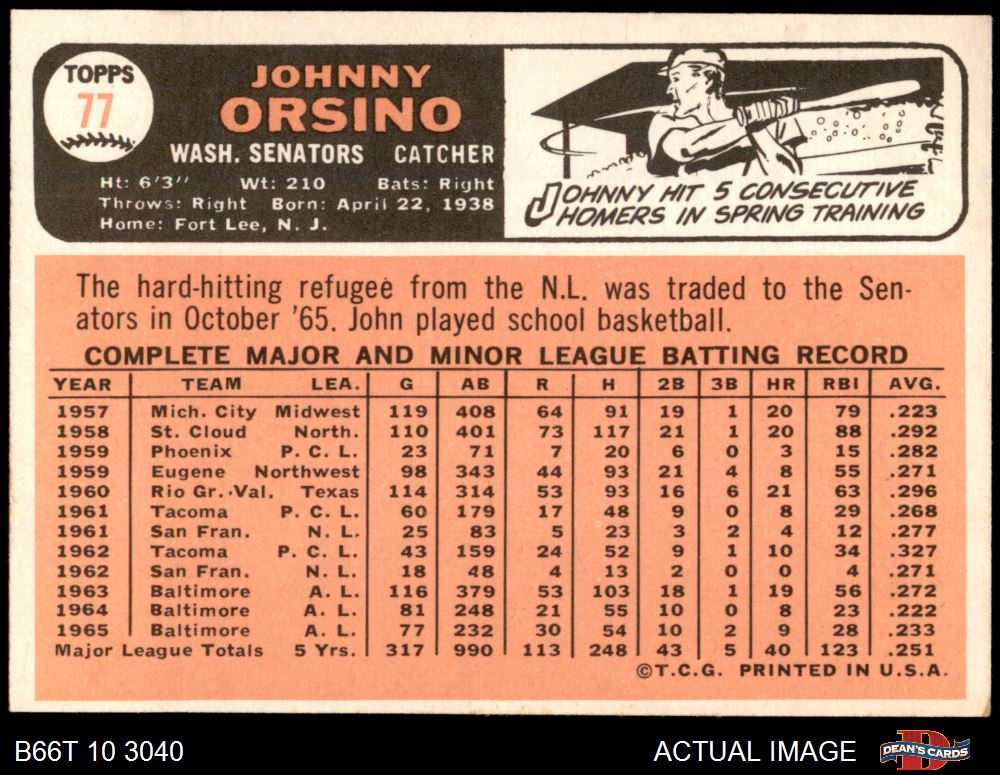 TOPPS
77
JOHNNY
ORSINO
WASH. SENATORS CATCHER
Ht: 6'3" Wt: 210 Bats: Right
Throws: Right Born: April 22, 1938
Home: Fort Lee, N. J.
JOHNNY HIT 5 CONSECUTIVE
HOMERS IN SPRING TRAINING
The hard-hitting refugee from the N.L. was traded to the Sen-
ators in October '65. John played school basketball.
COMPLETE MAJOR AND MINOR LEAGUE BATTING RECORD
YEAR TEAM LEA. G AB R H 2B 3B HR RBI AVG.
1957 Mich. City Midwest 119 408 64 91 19 1 20 79 .223
1958 St. Cloud North. 110 401 73 117 21 1 20 88 .292
1959 Phoenix P. C. L. 23 71 7 20 6 0 3 15 .282
1959 Eugene Northwest 98 343 44 93 21 4 8 55 .271
1960 Rio Gr. Val. Texas 114 314 53 93 16 6 21 63 .296
1961 Tacoma P. C. L. 60 179 17 48 9 0 8 29 .268
1961 San Fran. N. L. 25 83 5 23 3 2 4 12 .277
1962 Tacoma P. C. L. 43 159 24 52 9 1 10 34 .327
1962 San Fran. N. L. 18 48 4 13 2 0 0 4 .271
1963 Baltimore A. L. 116 379 53 103 18 1 19 56 .272
1964 Baltimore A. L. 81 248 21 55 10 0 8 23 .222
1965 Baltimore A. L. 77 232 30 54 10 2 9 28 .233
Major League Totals 5 Yrs. 317 990 113 248 43 5 40 123 .251
©T.C.G. PRINTED IN U.S.A.
B66T 10 3040
ACTUAL IMAGE
DEAN'S CARDS